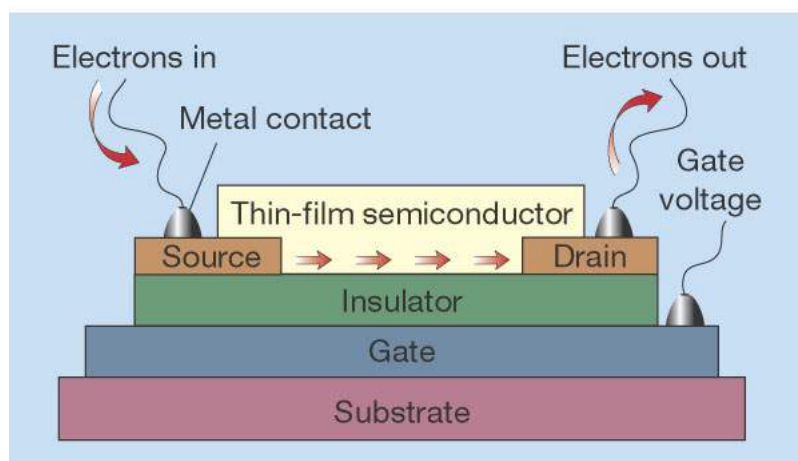 Electrons in
Electrons out
Metal contact
Gate
voltage
Thin-film semiconductor
Source
Drain
Insulator
Gate
Substrate